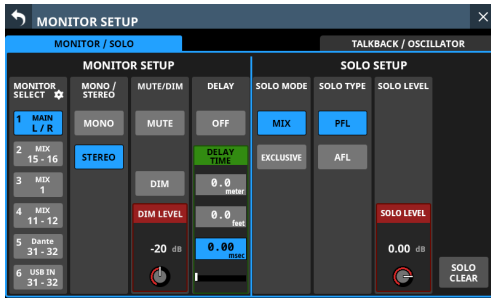 MONITOR SETUP
MONITOR / SOLO
TALKBACK / OSCILLATOR
MONITOR SETUP
SOLO SETUP
MONITOR
SELECT
MONO /
STEREO
MUTE/DIM
DELAY
SOLO MODE
SOLO TYPE
SOLO LEVEL
1 MAIN
L / R
MONO
MUTE
OFF
MIX
PFL
2 MIX
15 - 16
STEREO
DELAY
TIME
EXCLUSIVE
AFL
3 MIX
1
DIM
0.0
meter
4 MIX
11 - 12
DIM LEVEL
0.0
feet
SOLO LEVEL
5 Dante
31 - 32
-20 dB
0.00
msec
0.00 dB
6 USB IN
31 - 32
SOLO
CLEAR